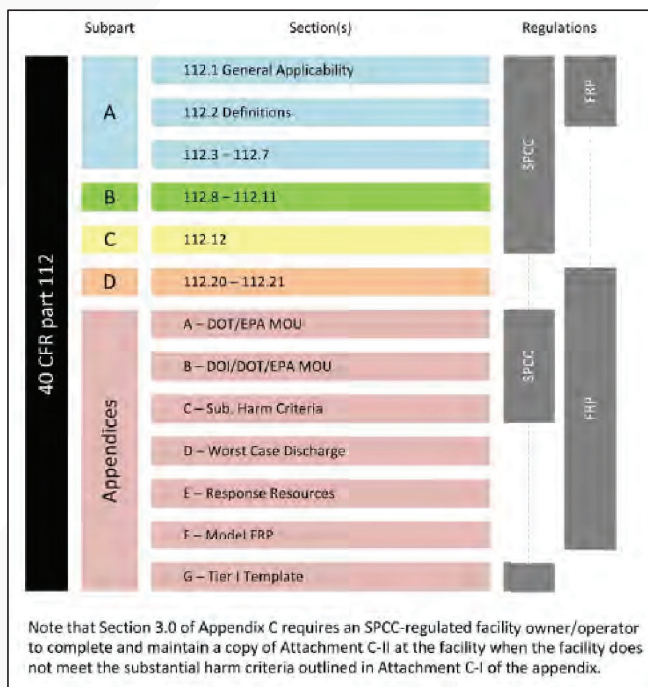 Subpart Section(s) Regulations
40 CFR part 112
A
112.1 General Applicability
112.2 Definitions
112.3 – 112.7
B
112.8 – 112.11
C
112.12
D
112.20 – 112.21
Appendices
A – DOT/EPA MOU
B – DOI/DOT/EPA MOU
C – Sub. Harm Criteria
D – Worst Case Discharge
E – Response Resources
F – Model FRP
G – Tier I Template
SPCC
FRP
SPCC
FRP
Note that Section 3.0 of Appendix C requires an SPCC-regulated facility owner/operator
to complete and maintain a copy of Attachment C-II at the facility when the facility does
not meet the substantial harm criteria outlined in Attachment C-I of the appendix.